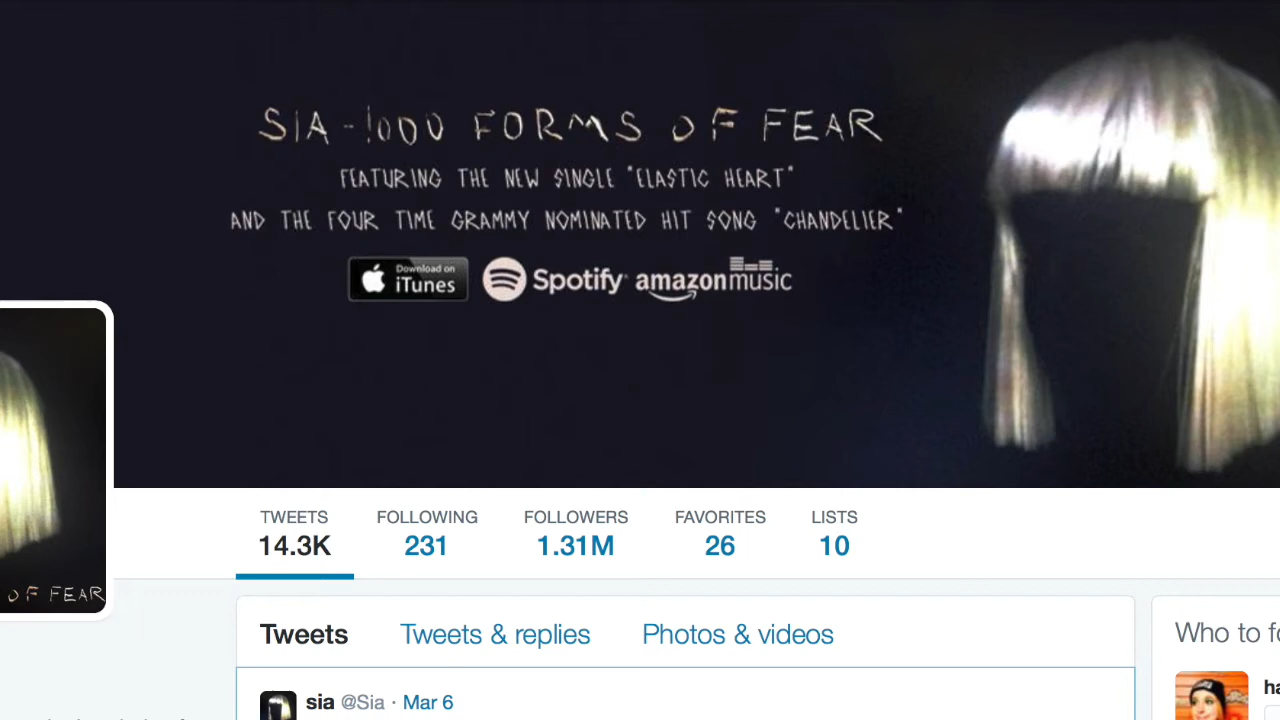 SIA - 1000 FORMS OF FEAR
FEATURING THE NEW SINGLE "ELASTIC HEART"
AND THE FOUR TIME GRAMMY NOMINATED HIT SONG "CHANDELIER"
Download on
iTunes
Spotify
amazonmusic
OF FEAR
TWEETS FOLLOWING FOLLOWERS FAVORITES LISTS
14.3K 231 1.31M 26 10
Tweets Tweets & replies Photos & videos
Who to fo
sia @Sia · Mar 6
ha